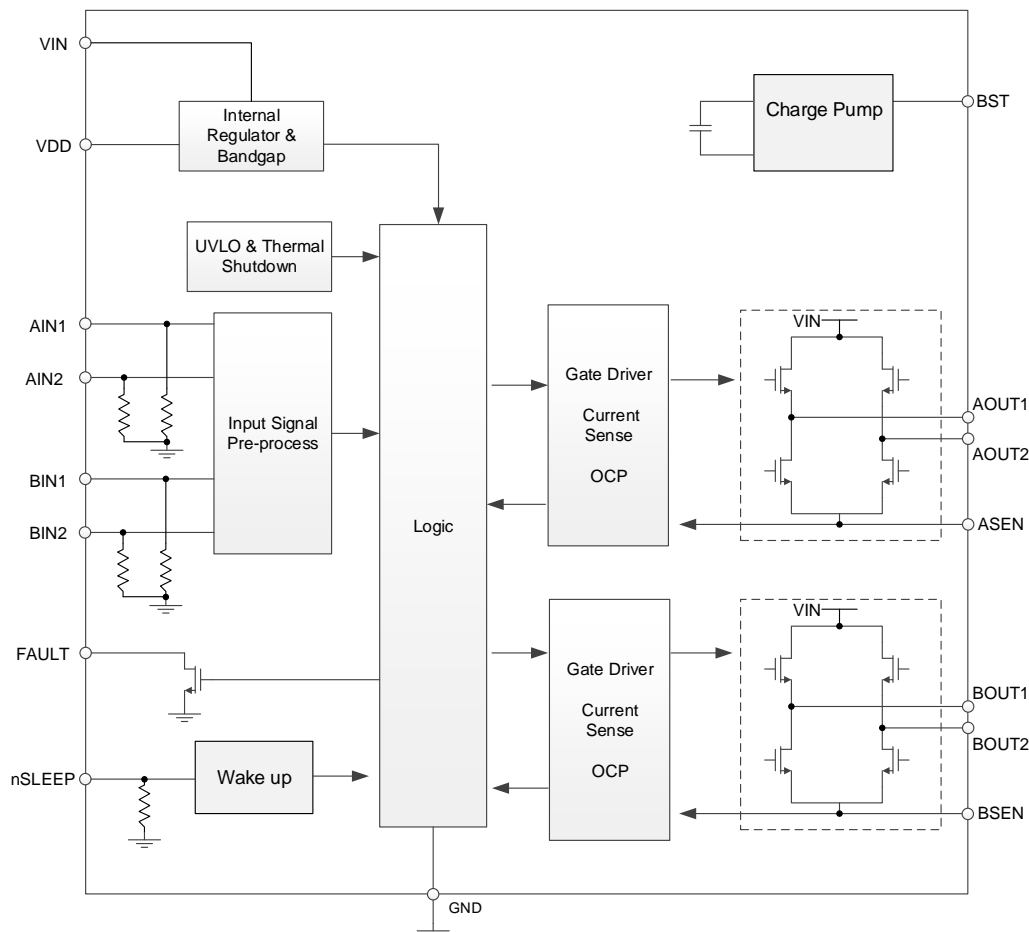 VIN
VDD
Internal
Regulator &
Bandgap
Charge Pump
BST
UVLO & Thermal
Shutdown
AIN1
AIN2
BIN1
BIN2
Input Signal
Pre-process
Logic
Gate Driver
Current
Sense
OCP
VIN
AOUT1
AOUT2
ASEN
FAULT
nSLEEP
Wake up
Gate Driver
Current
Sense
OCP
VIN
BOUT1
BOUT2
BSEN
GND